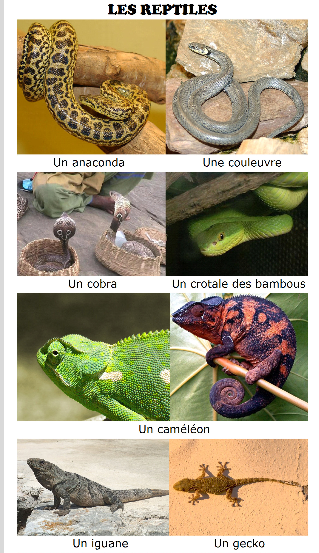 LES REPTILES
Un anaconda
Une couleuvre
Un cobra
Un crotale des bambous
Un caméléon
Un iguane
Un gecko